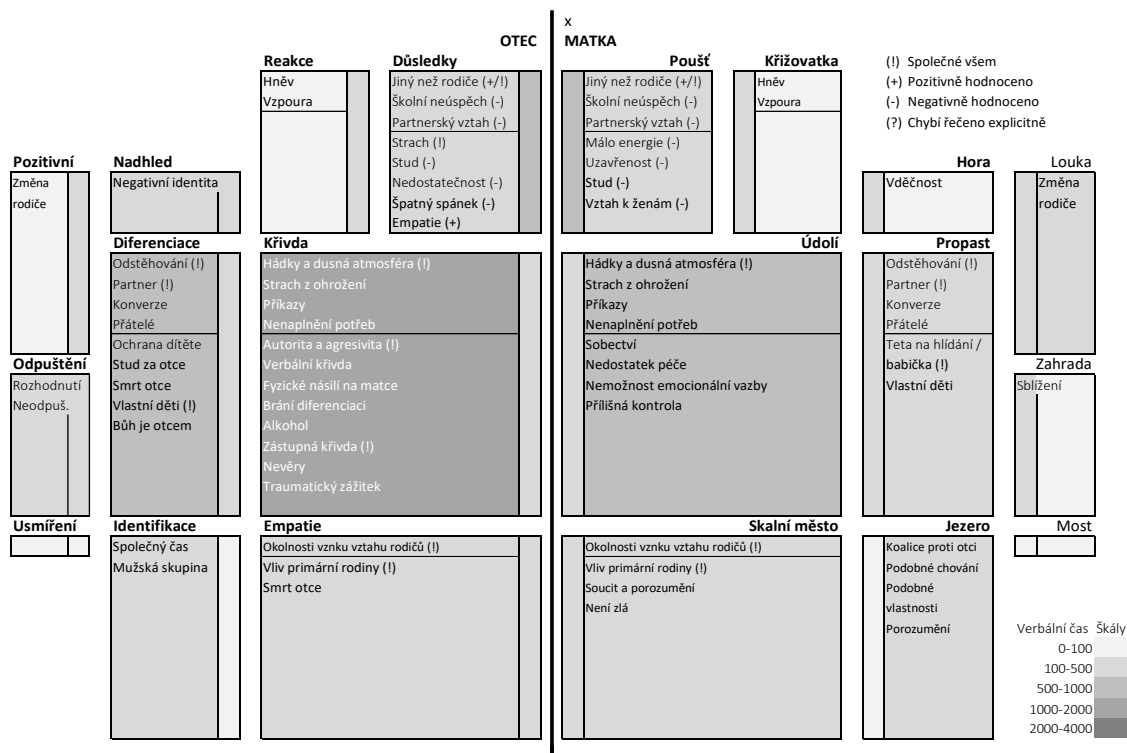 x
OTEC MATKA
Reakce
Hněv
Vzpoura
Důsledky
Jiný než rodiče (+/!)
Školní neúspěch (-)
Partnerský vztah (-)
Strach (!)
Stud (-)
Nedostatečnost (-)
Špatný spánek (-)
Empatie (+)
Poušť
Jiný než rodiče (+/!)
Školní neúspěch (-)
Partnerský vztah (-)
Málo energie (-)
Uzavřenost (-)
Stud (-)
Vztah k ženám (-)
Křižovatka
Hněv
Vzpoura
(!) Společné všem
(+) Pozitivně hodnoceno
(-) Negativně hodnoceno
(?) Chybí řečeno explicitně
Pozitivní
Změna
rodiče
Nadhled
Negativní identita
Hora
Vděčnost
Louka
Změna
rodiče
Diferenciace
Odstěhování (!)
Partner (!)
Konverze
Přátelé
Ochrana dítěte
Stud za otce
Smrt otce
Vlastní děti (!)
Bůh je otcem
Křivda
Hádky a dusná atmosféra (!)
Strach z ohrožení
Příkazy
Nenaplnění potřeb
Autorita a agresivita (!)
Verbální křivda
Fyzické násilí na matce
Brání diferenciaci
Alkohol
Zástupná křivda (!)
Nevěry
Traumatický zážitek
Údolí
Hádky a dusná atmosféra (!)
Strach z ohrožení
Příkazy
Nenaplnění potřeb
Sobectví
Nedostatek péče
Nemožnost emocionální vazby
Přílišná kontrola
Propast
Odstěhování (!)
Partner (!)
Konverze
Přátelé
Teta na hlídání /
babička (!)
Vlastní děti
Odpuštění
Rozhodnutí
Neodpuš.
Zahrada
Sblížení
Usmíření
Identifikace
Společný čas
Mužská skupina
Empatie
Okolnosti vznku vztahu rodičů (!)
Vliv primární rodiny (!)
Smrt otce
Skalní město
Okolnosti vznku vztahu rodičů (!)
Vliv primární rodiny (!)
Soucit a porozumění
Není zlá
Jezero
Koalice proti otci
Podobné chování
Podobné
vlastnosti
Porozumění
Most
Verbální čas Škály
0-100
100-500
500-1000
1000-2000
2000-4000